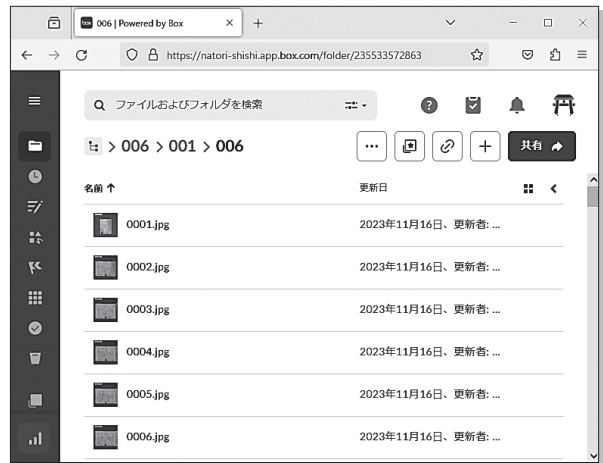 box 006 | Powered by Box
https://natori-shishi.app.box.com/folder/235533572863
ファイルおよびフォルダを検索
> 006 > 001 > 006
共有
名前 ↑ 更新日
0001.jpg 2023年11月16日、更新者: ...
0002.jpg 2023年11月16日、更新者: ...
0003.jpg 2023年11月16日、更新者: ...
0004.jpg 2023年11月16日、更新者: ...
0005.jpg 2023年11月16日、更新者: ...
0006.jpg 2023年11月16日、更新者: ...